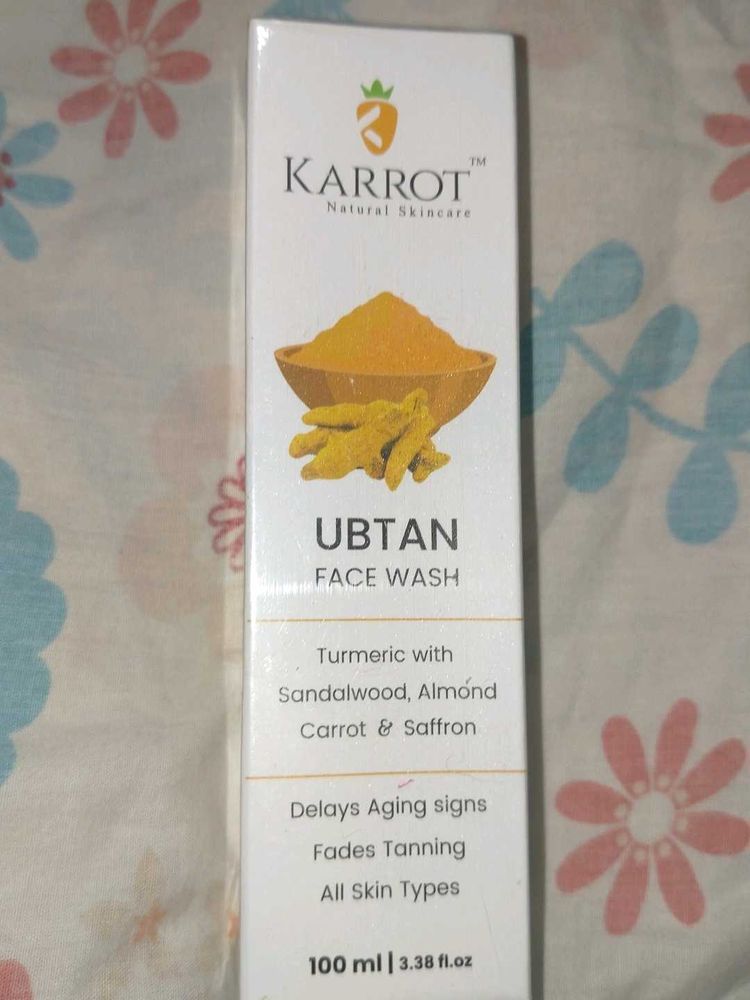 KARROT™
Natural Skincare
UBTAN
FACE WASH
Turmeric with
Sandalwood, Almond
Carrot & Saffron
Delays Aging signs
Fades Tanning
All Skin Types
100 ml | 3.38 fl.oz